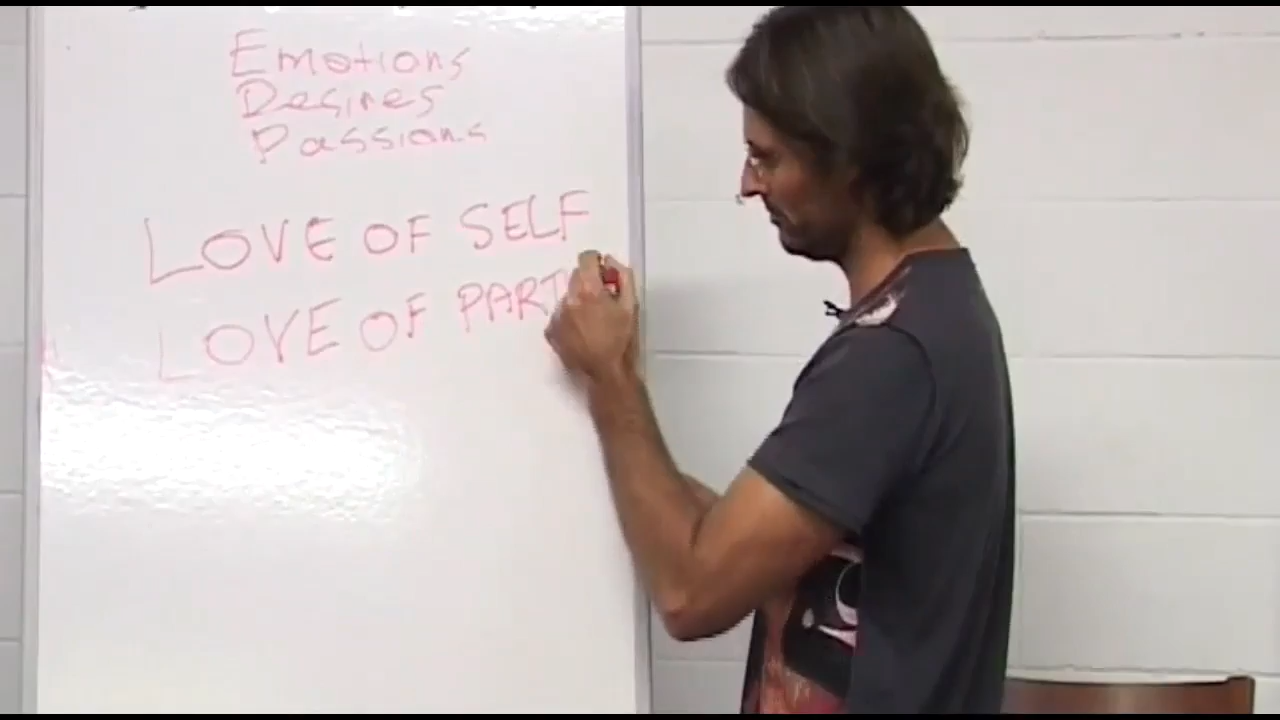 Emotions
Desires
Passions
LOVE OF SELF
LOVE OF PART